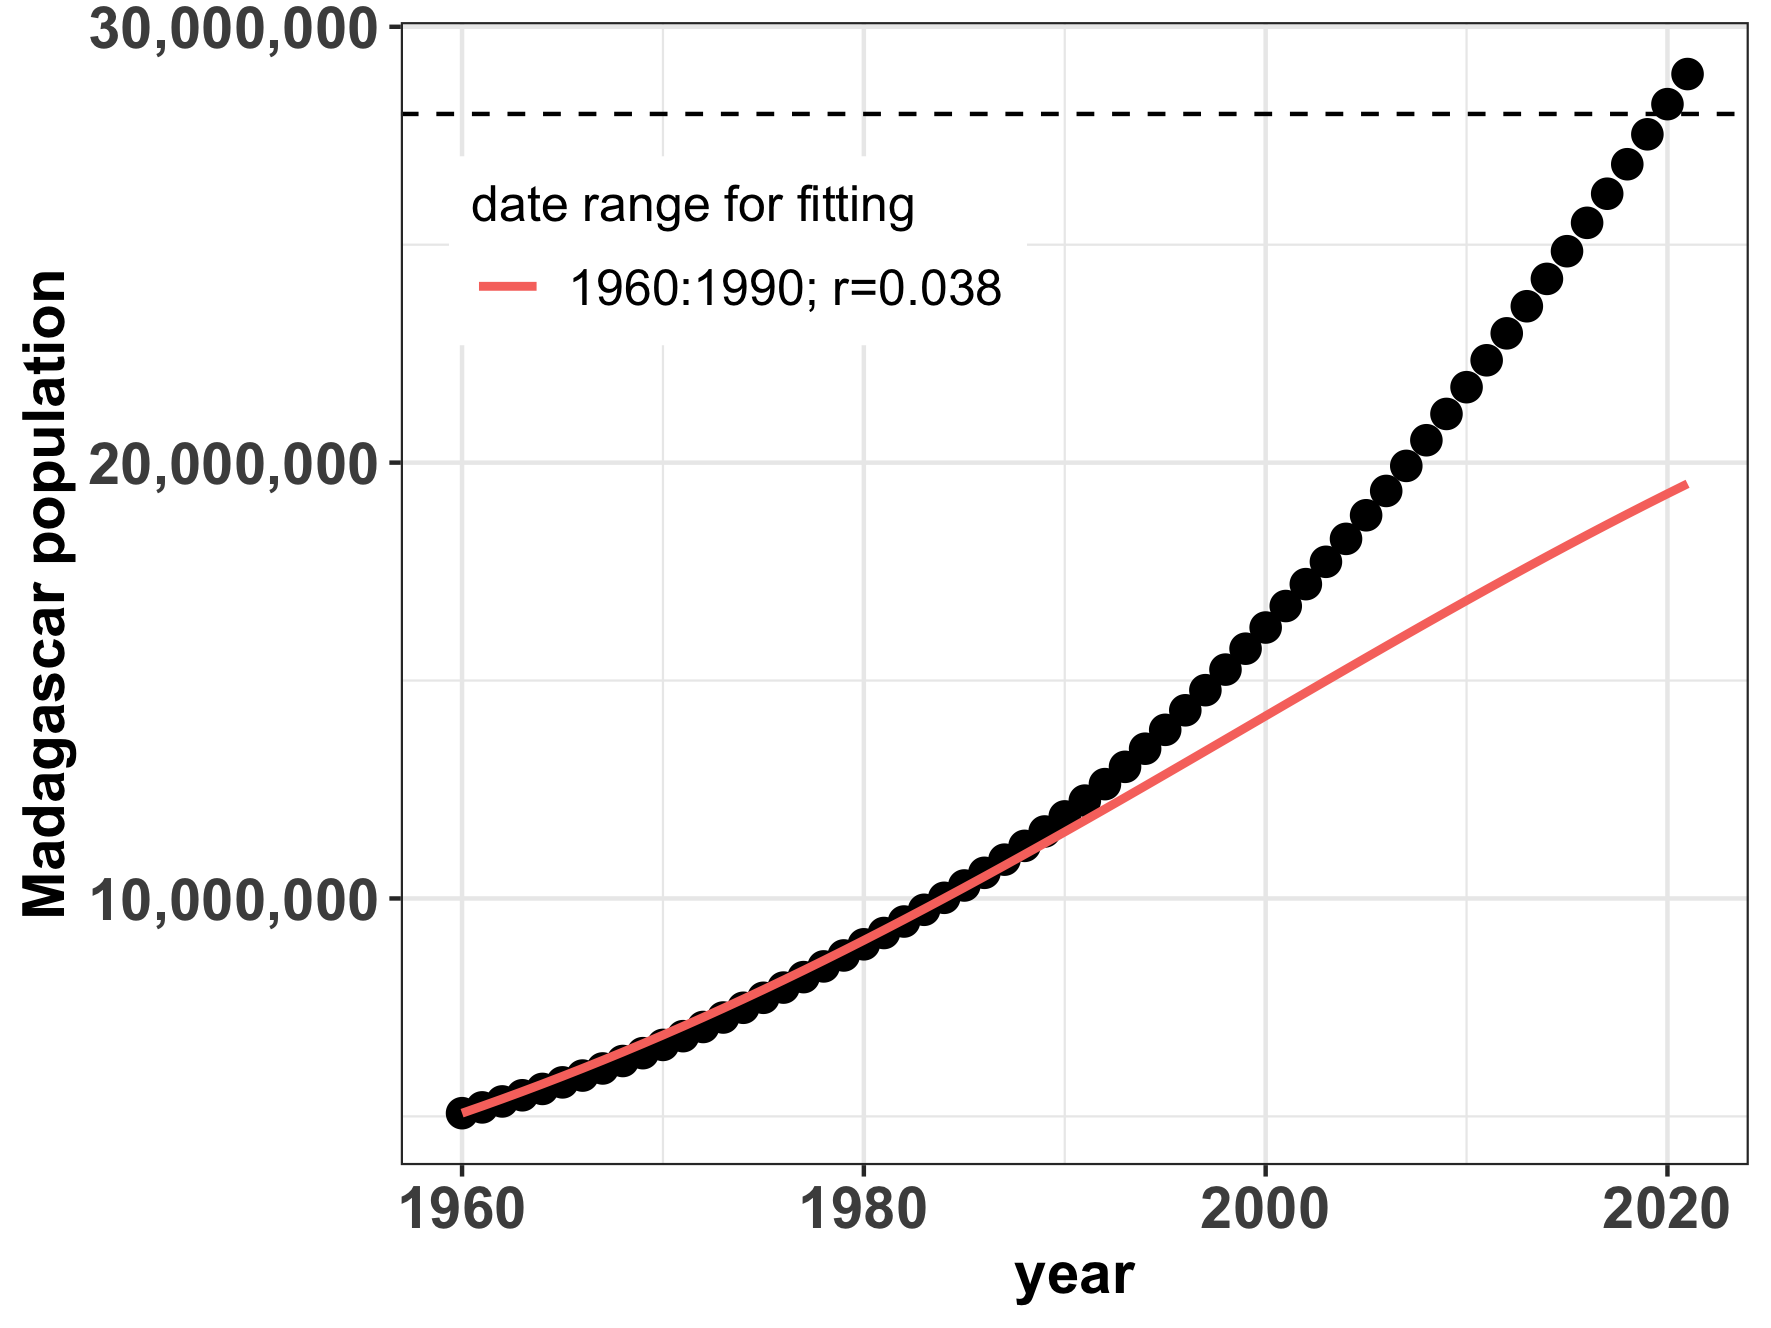 30,000,000
20,000,000
10,000,000
Madagascar population
date range for fitting
1960:1990; r=0.038
1960 1980 2000 2020
year